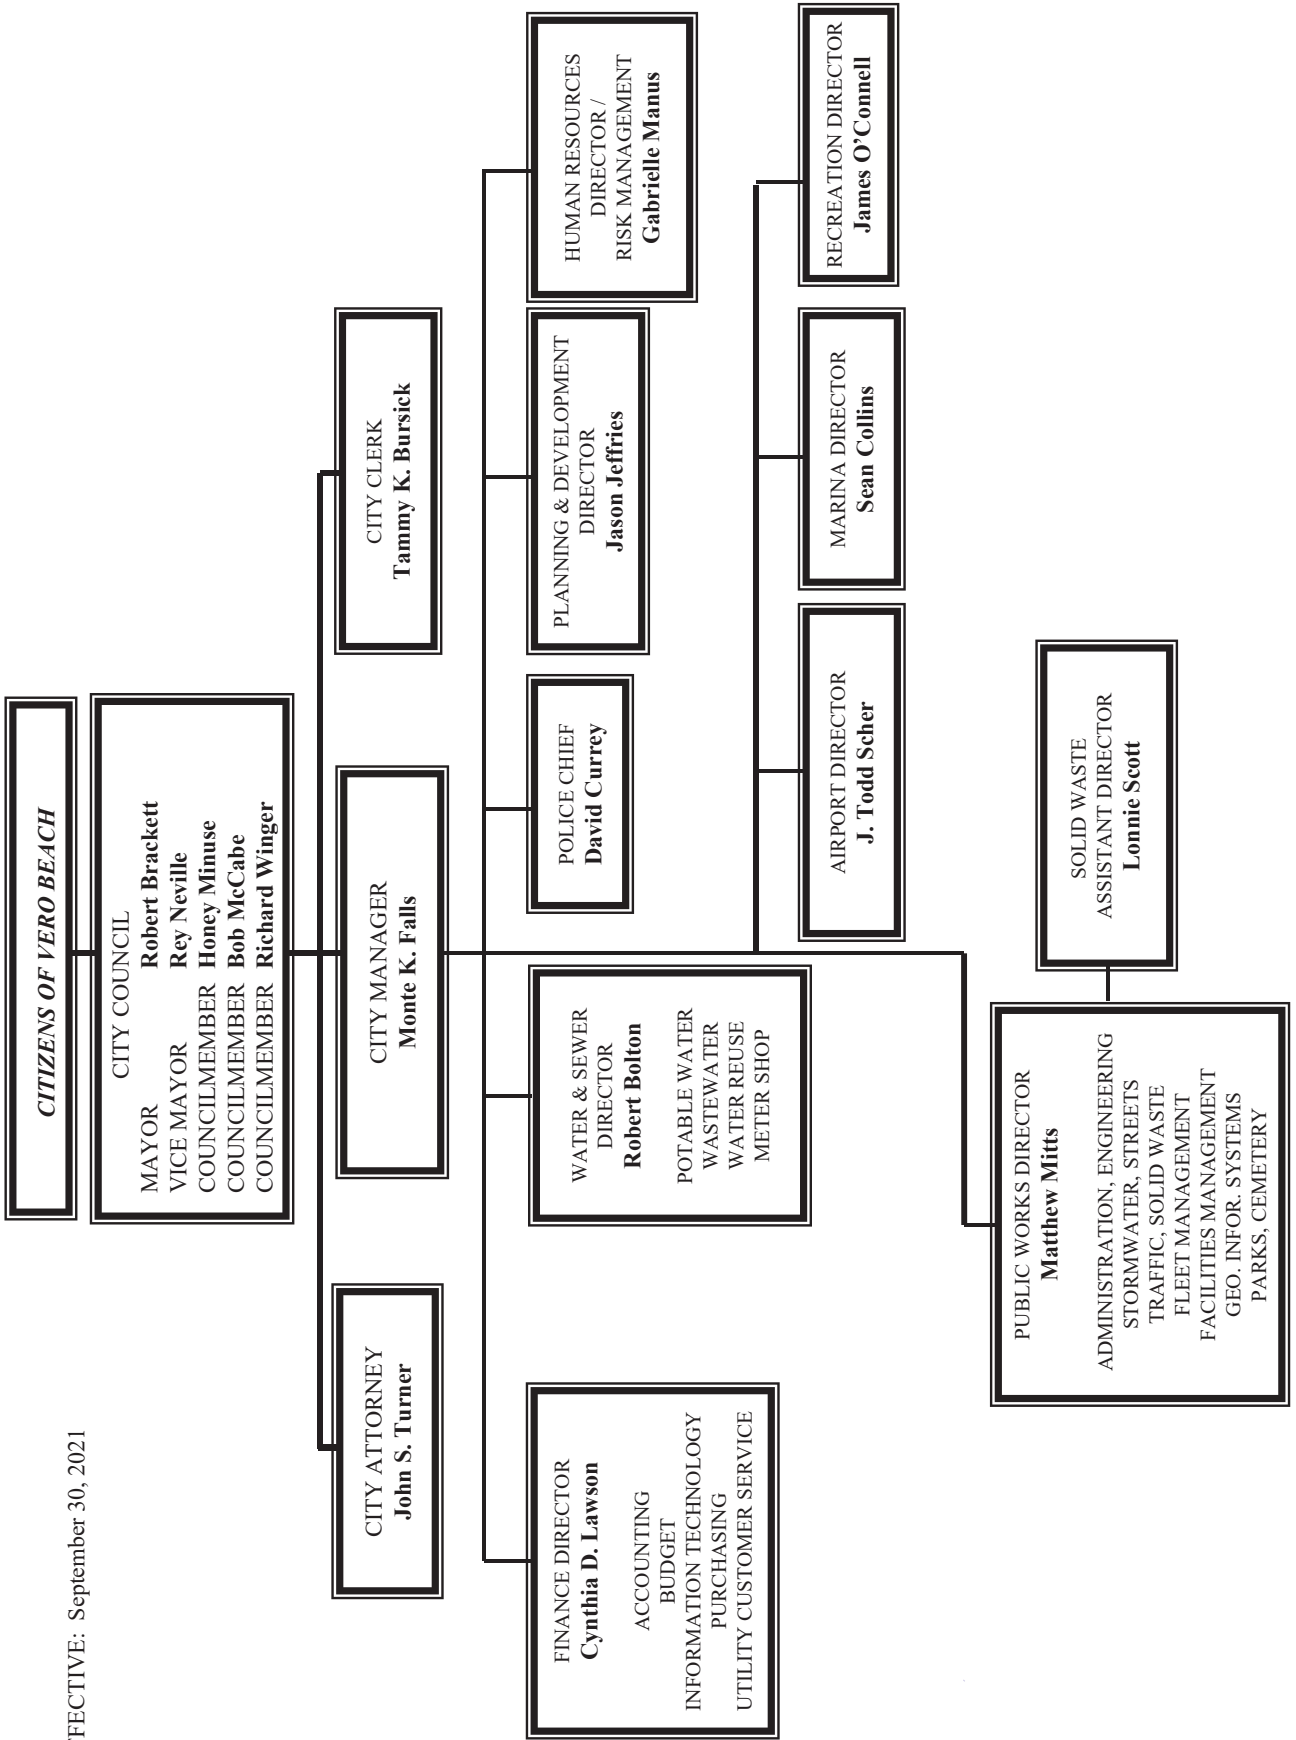 FFECTIVE: September 30, 2021
CITIZENS OF VERO BEACH
CITY COUNCIL
MAYOR Robert Brackett
VICE MAYOR Rey Neville
COUNCILMEMBER Honey Minuse
COUNCILMEMBER Bob McCabe
COUNCILMEMBER Richard Winger
CITY ATTORNEY
John S. Turner
CITY MANAGER
Monte K. Falls
CITY CLERK
Tammy K. Bursick
FINANCE DIRECTOR
Cynthia D. Lawson
ACCOUNTING
BUDGET
INFORMATION TECHNOLOGY
PURCHASING
UTILITY CUSTOMER SERVICE
WATER & SEWER
DIRECTOR
Robert Bolton
POTABLE WATER
WASTEWATER
WATER REUSE
METER SHOP
POLICE CHIEF
David Currey
PLANNING & DEVELOPMENT
DIRECTOR
Jason Jeffries
HUMAN RESOURCES
DIRECTOR /
RISK MANAGEMENT
Gabrielle Manus
AIRPORT DIRECTOR
J. Todd Scher
MARINA DIRECTOR
Sean Collins
RECREATION DIRECTOR
James O’Connell
PUBLIC WORKS DIRECTOR
Matthew Mitts
ADMINISTRATION, ENGINEERING
STORMWATER, STREETS
TRAFFIC, SOLID WASTE
FLEET MANAGEMENT
FACILITIES MANAGEMENT
GEO. INFOR. SYSTEMS
PARKS, CEMETERY
SOLID WASTE
ASSISTANT DIRECTOR
Lonnie Scott